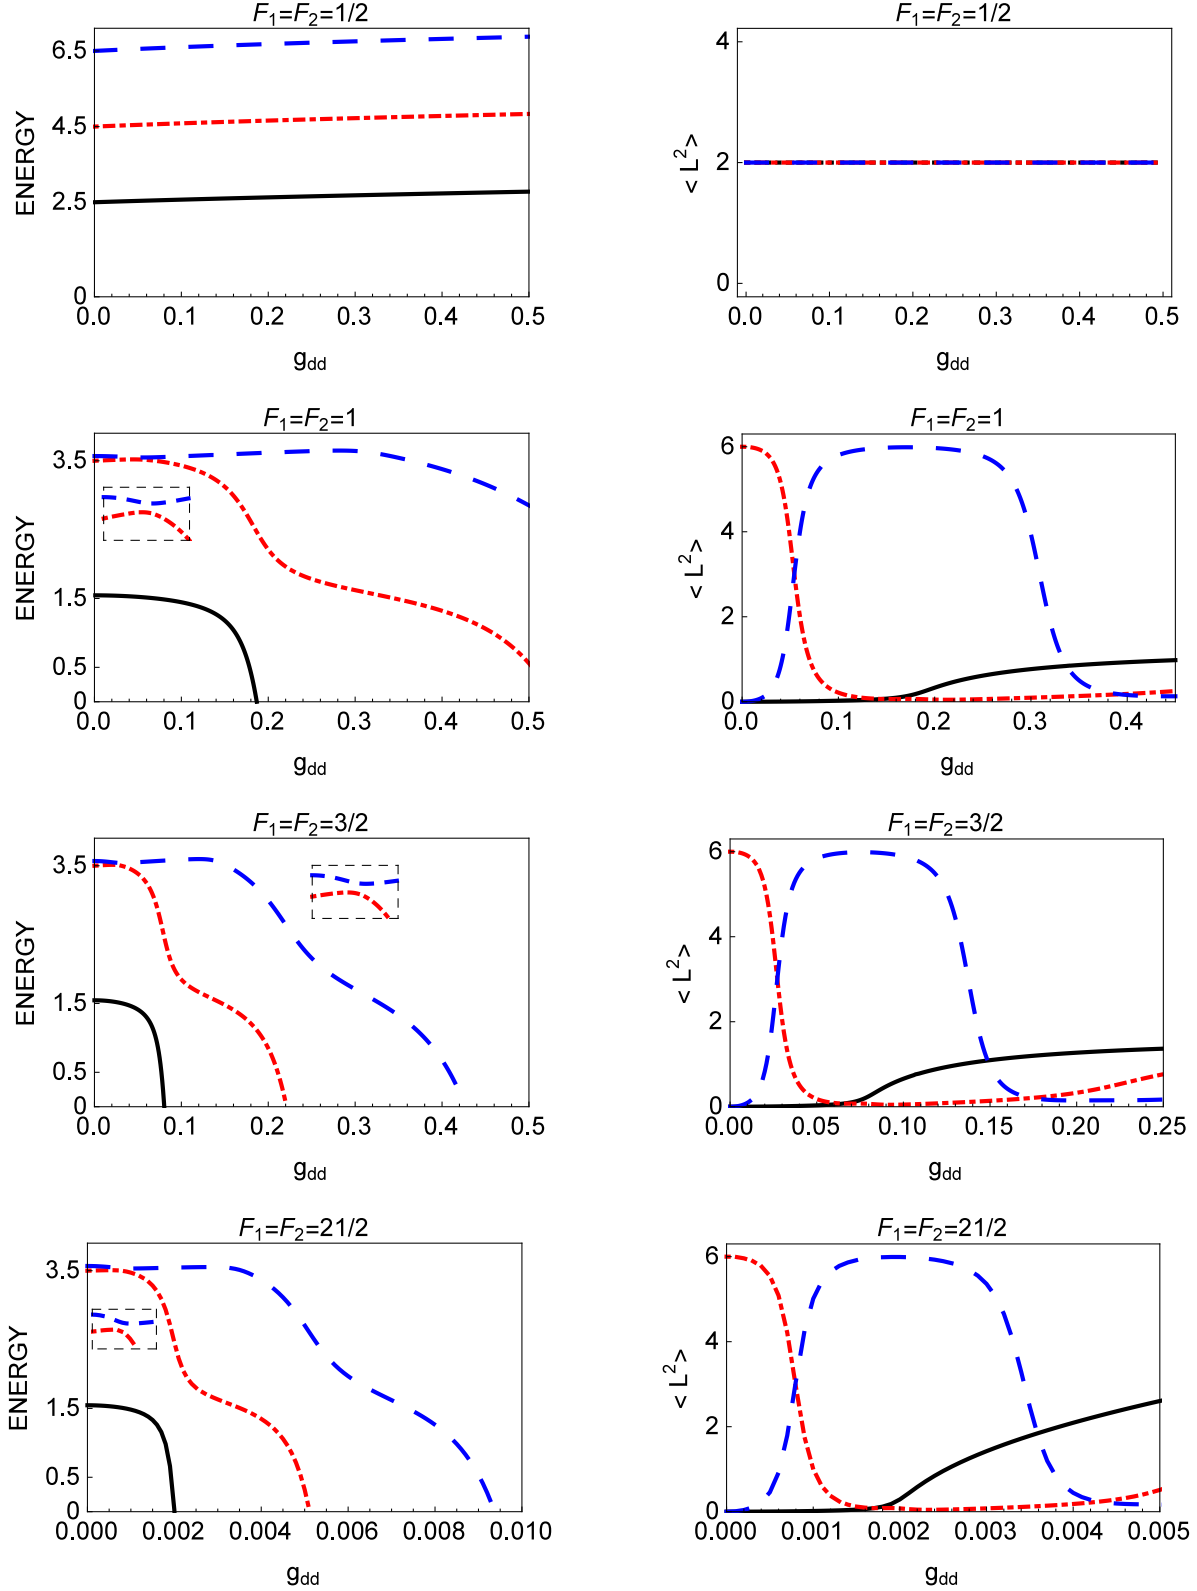 F1=F2=1/2
ENERGY
6.5
4.5
2.5
0
0.0 0.1 0.2 0.3 0.4 0.5
gdd
F1=F2=1/2
< L2 >
4
2
0
0.0 0.1 0.2 0.3 0.4 0.5
gdd
F1=F2=1
ENERGY
3.5
1.5
0.5
0
0.0 0.1 0.2 0.3 0.4 0.5
gdd
F1=F2=1
< L2 >
6
4
2
0
0.0 0.1 0.2 0.3 0.4
gdd
F1=F2=3/2
ENERGY
3.5
1.5
0.5
0
0.0 0.1 0.2 0.3 0.4 0.5
gdd
F1=F2=3/2
< L2 >
6
4
2
0
0.00 0.05 0.10 0.15 0.20 0.25
gdd
F1=F2=21/2
ENERGY
3.5
1.5
0.5
0
0.000 0.002 0.004 0.006 0.008 0.010
gdd
F1=F2=21/2
< L2 >
6
4
2
0
0.000 0.001 0.002 0.003 0.004 0.005
gdd